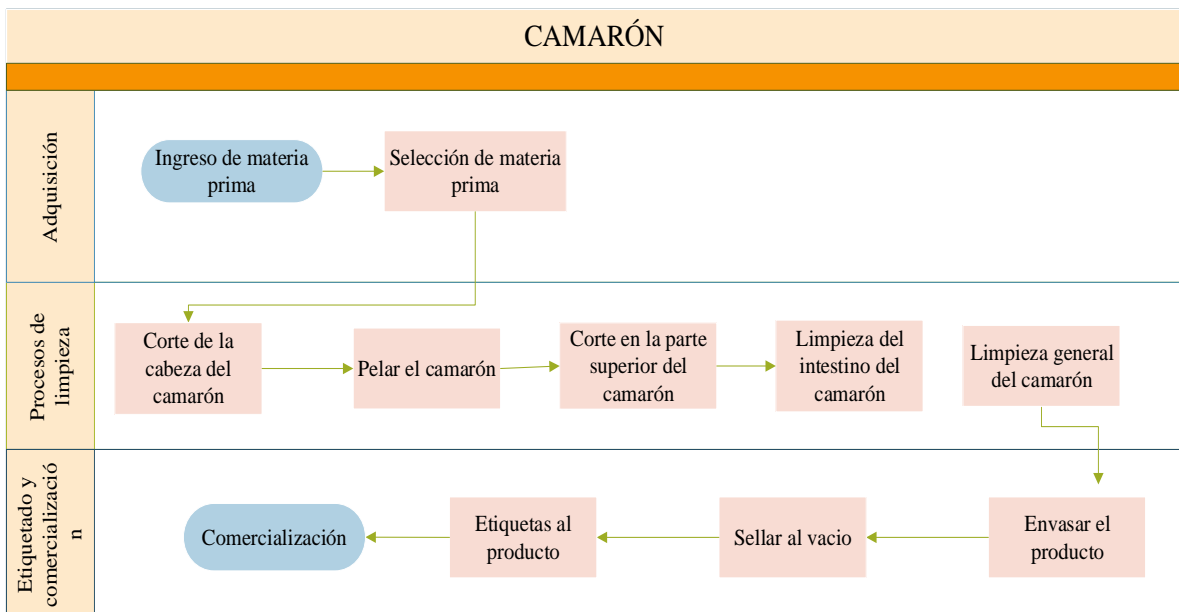 CAMARÓN
Adquisición
Ingreso de materia
prima
Selección de materia
prima
Procesos de
limpieza
Corte de la
cabeza del
camarón
Pelar el camarón
Corte en la parte
superior del
camarón
Limpieza del
intestino del
camarón
Limpieza general
del camarón
Etiquetado y
comercializació
n
Comercialización
Etiquetas al
producto
Sellar al vacio
Envasar el
producto